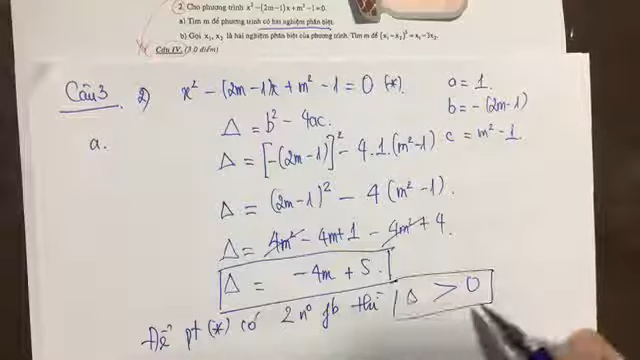 2. Cho phương trình x² −(2m−1)x+m²−1=0.
a) Tìm m để phương trình có hai nghiệm phân biệt.
b) Gọi x₁, x₂ là hai nghiệm phân biệt của phương trình. Tìm m để (x₁ − x₂)² = x₁ − 3x₂.
Câu IV. (3.0 điểm)
Câu 3. 2) x² − (2m −1)x + m² − 1 = 0 (*).
a = 1.
b = − (2m−1)
c = m² − 1.
a.
Δ = b² − 4ac.
Δ = [−(2m −1)]² − 4.1.(m²−1)
Δ = (2m −1)² − 4(m² −1).
Δ = 4m² − 4m + 1 − 4m² + 4.
Δ = −4m + 5.
Để pt (*) có 2 n° pb thì Δ > 0